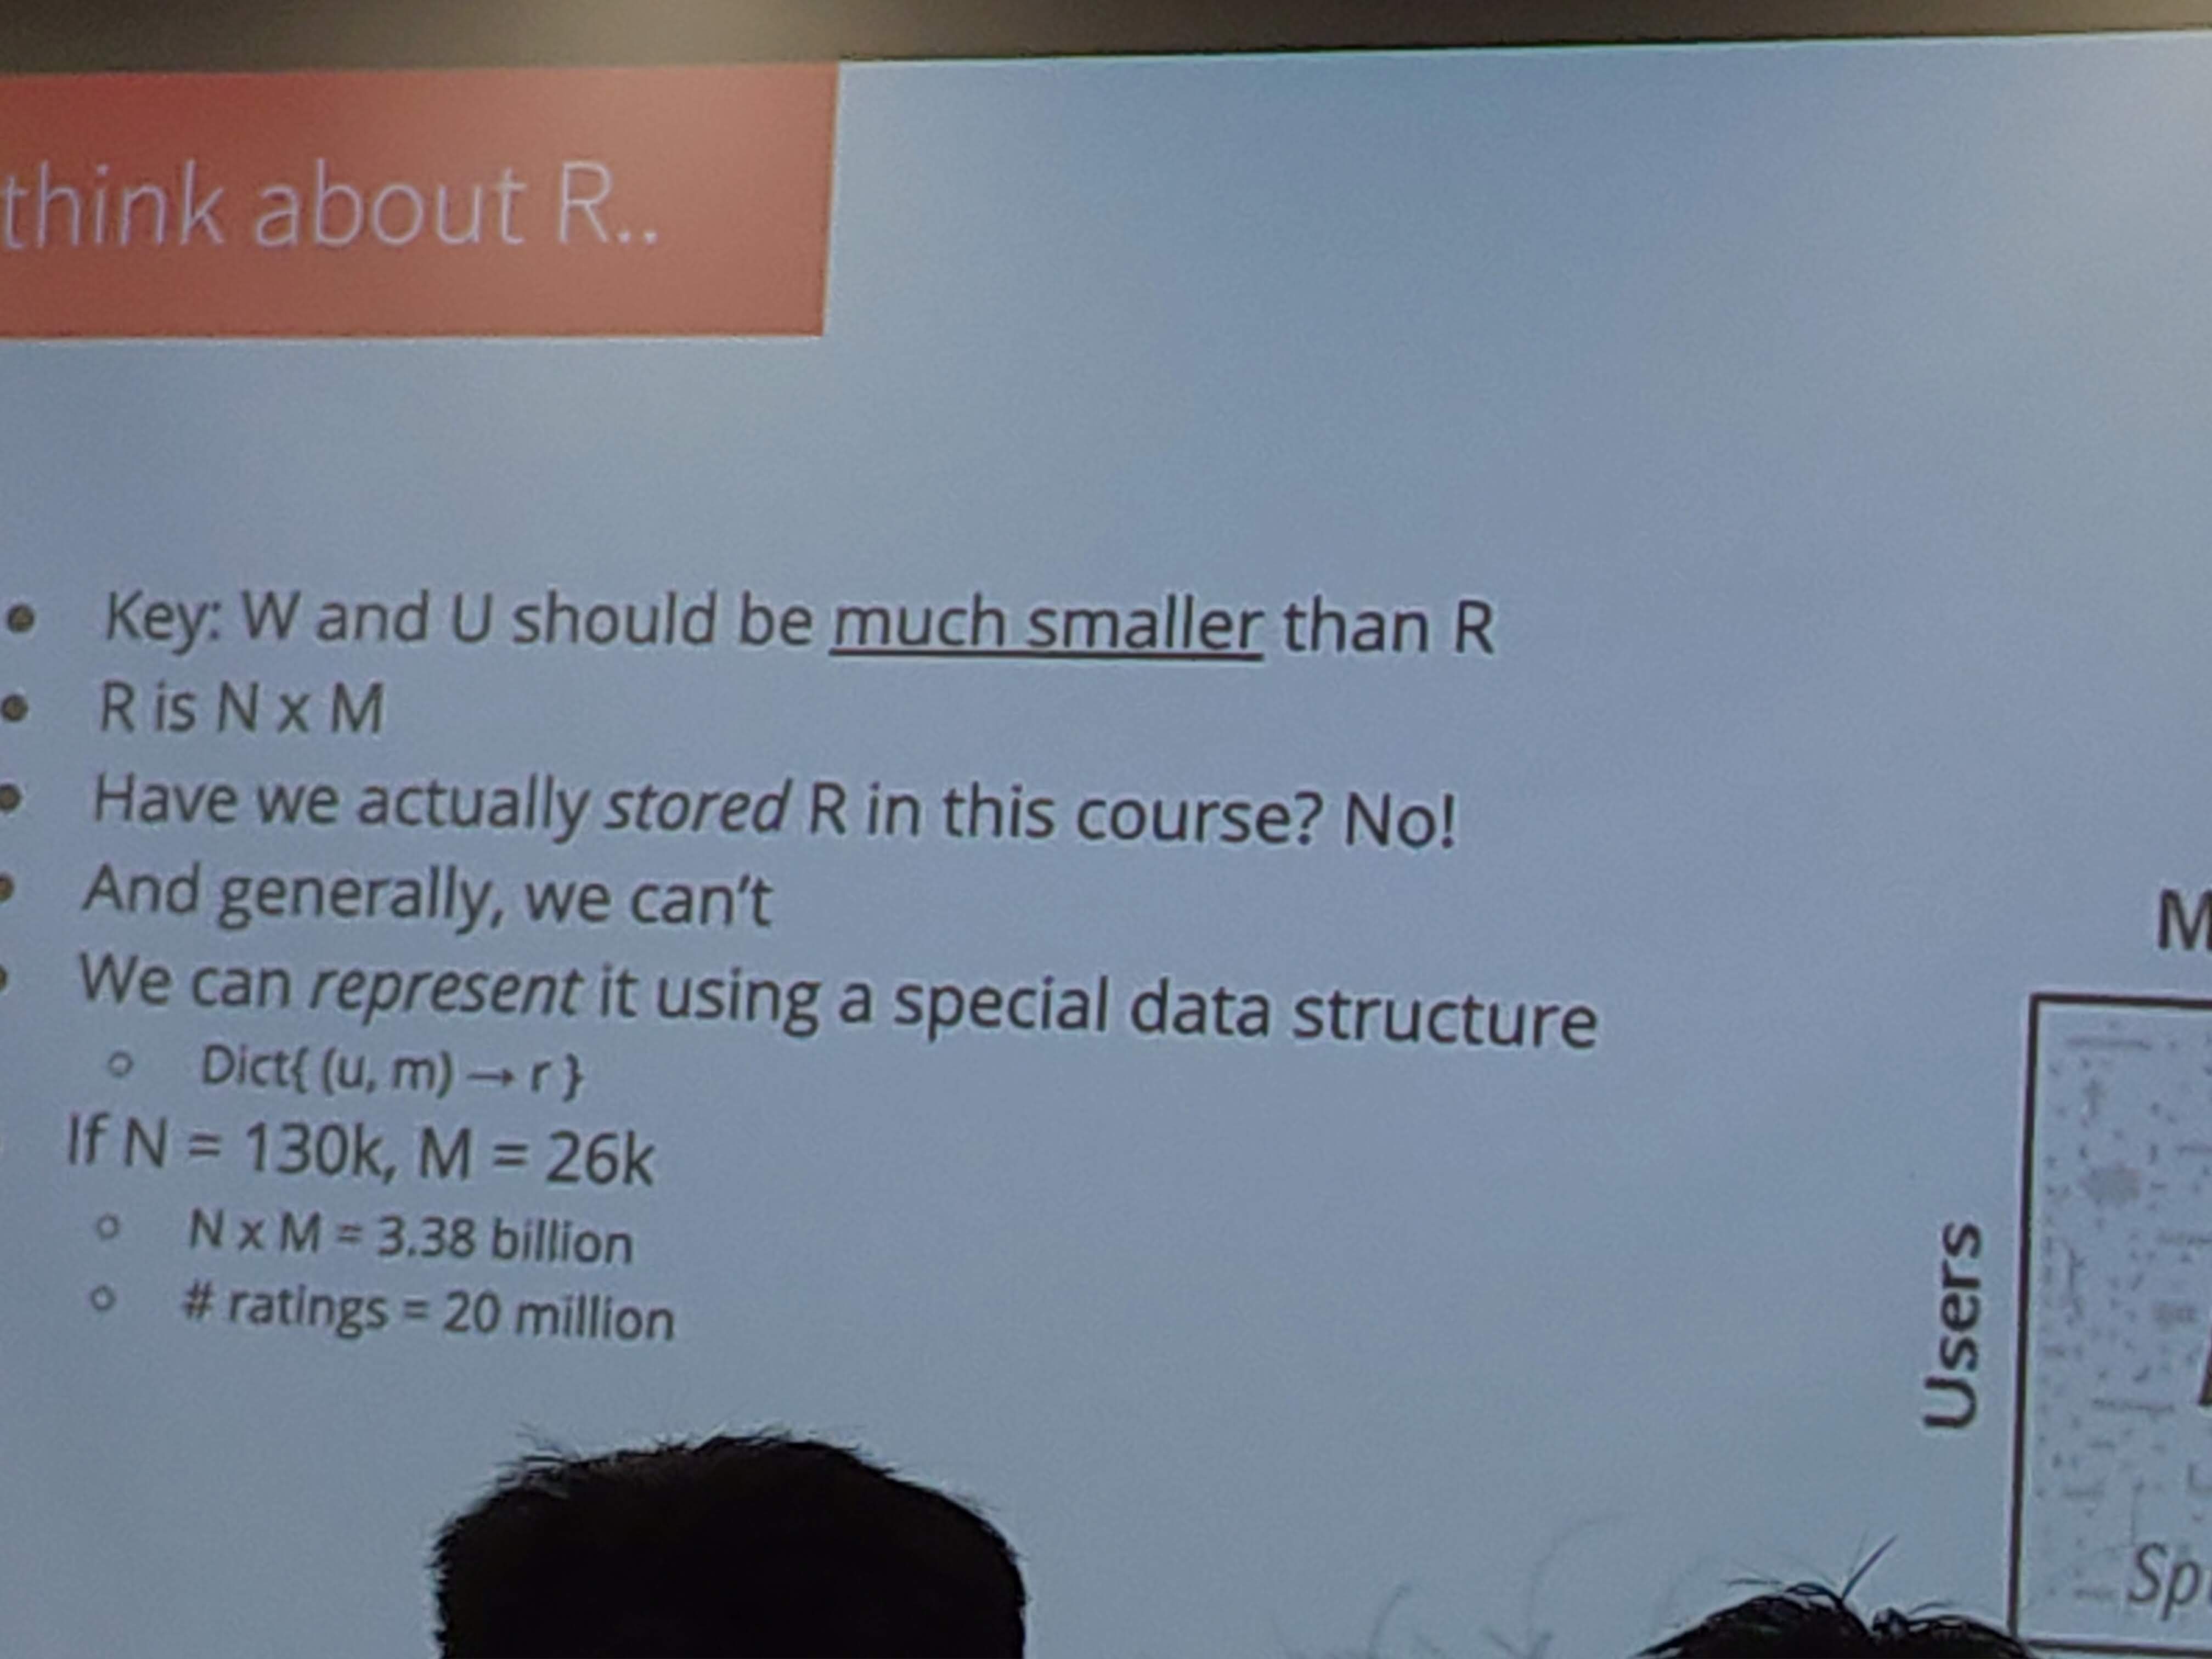 think about R..
• Key: W and U should be much smaller than R
• R is N x M
• Have we actually stored R in this course? No!
• And generally, we can't
• We can represent it using a special data structure
○ Dict{ (u, m) → r }
If N = 130k, M = 26k
○ N x M = 3.38 billion
○ # ratings = 20 million
M
Users
Sp